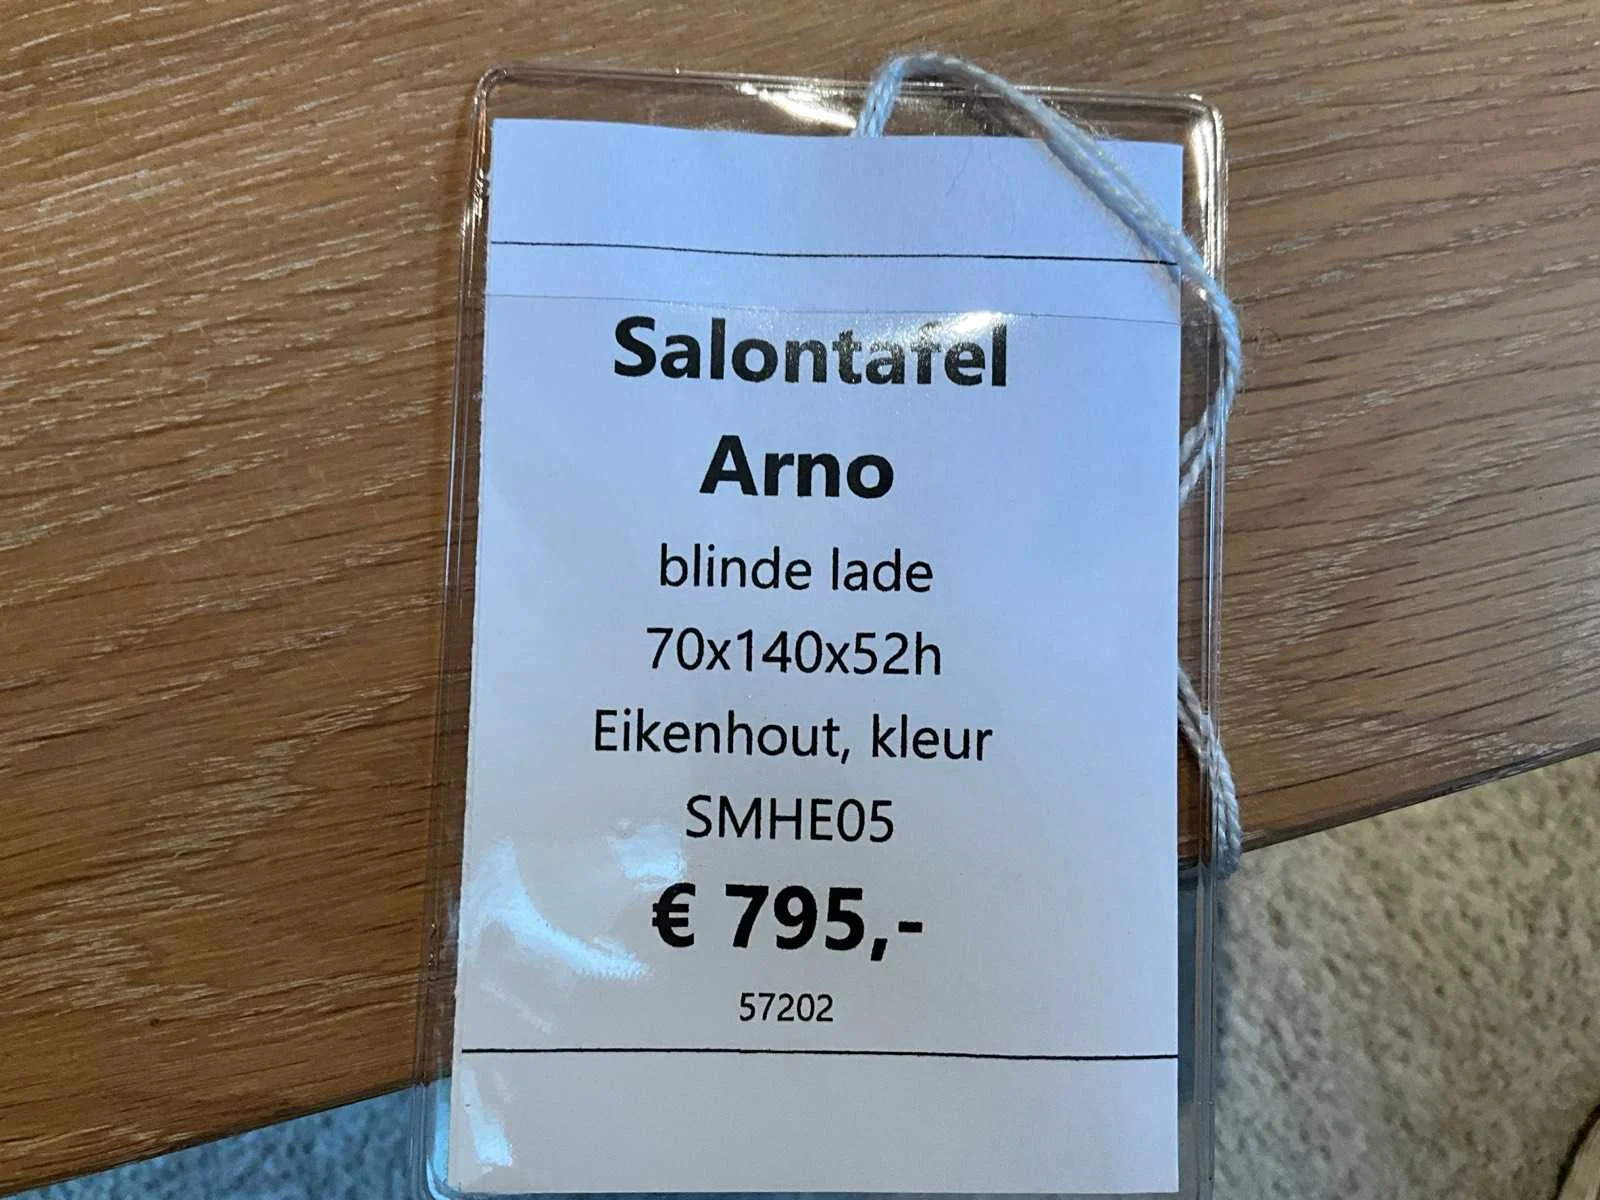 Salontafel
Arno
blinde lade
70x140x52h
Eikenhout, kleur
SMHE05
€ 795,-
57202